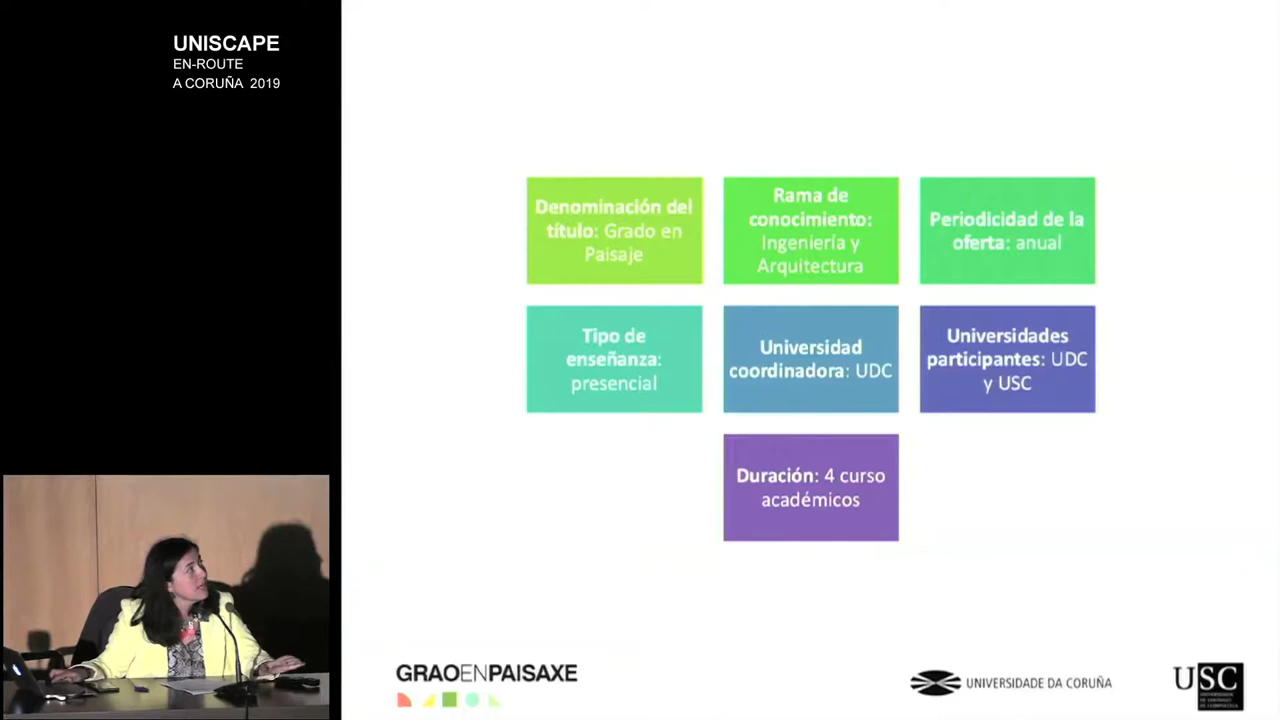 UNISCAPE
EN-ROUTE
A CORUÑA 2019
Denominación del
título: Grado en
Paisaje
Rama de
conocimiento:
Ingeniería y
Arquitectura
Periodicidad de la
oferta: anual
Tipo de
enseñanza:
presencial
Universidad
coordinadora: UDC
Universidades
participantes: UDC
y USC
Duración: 4 curso
académicos
GRAOENPAISAXE
UNIVERSIDADE DA CORUÑA
USC